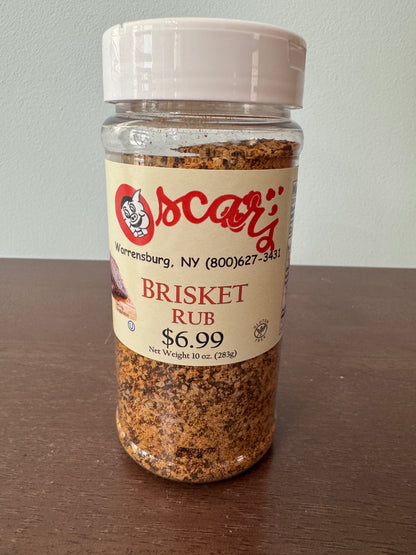 Oscar's
Warrensburg, NY (800)627-3431
BRISKET
RUB
$6.99
Net Weight 10 oz. (283g)